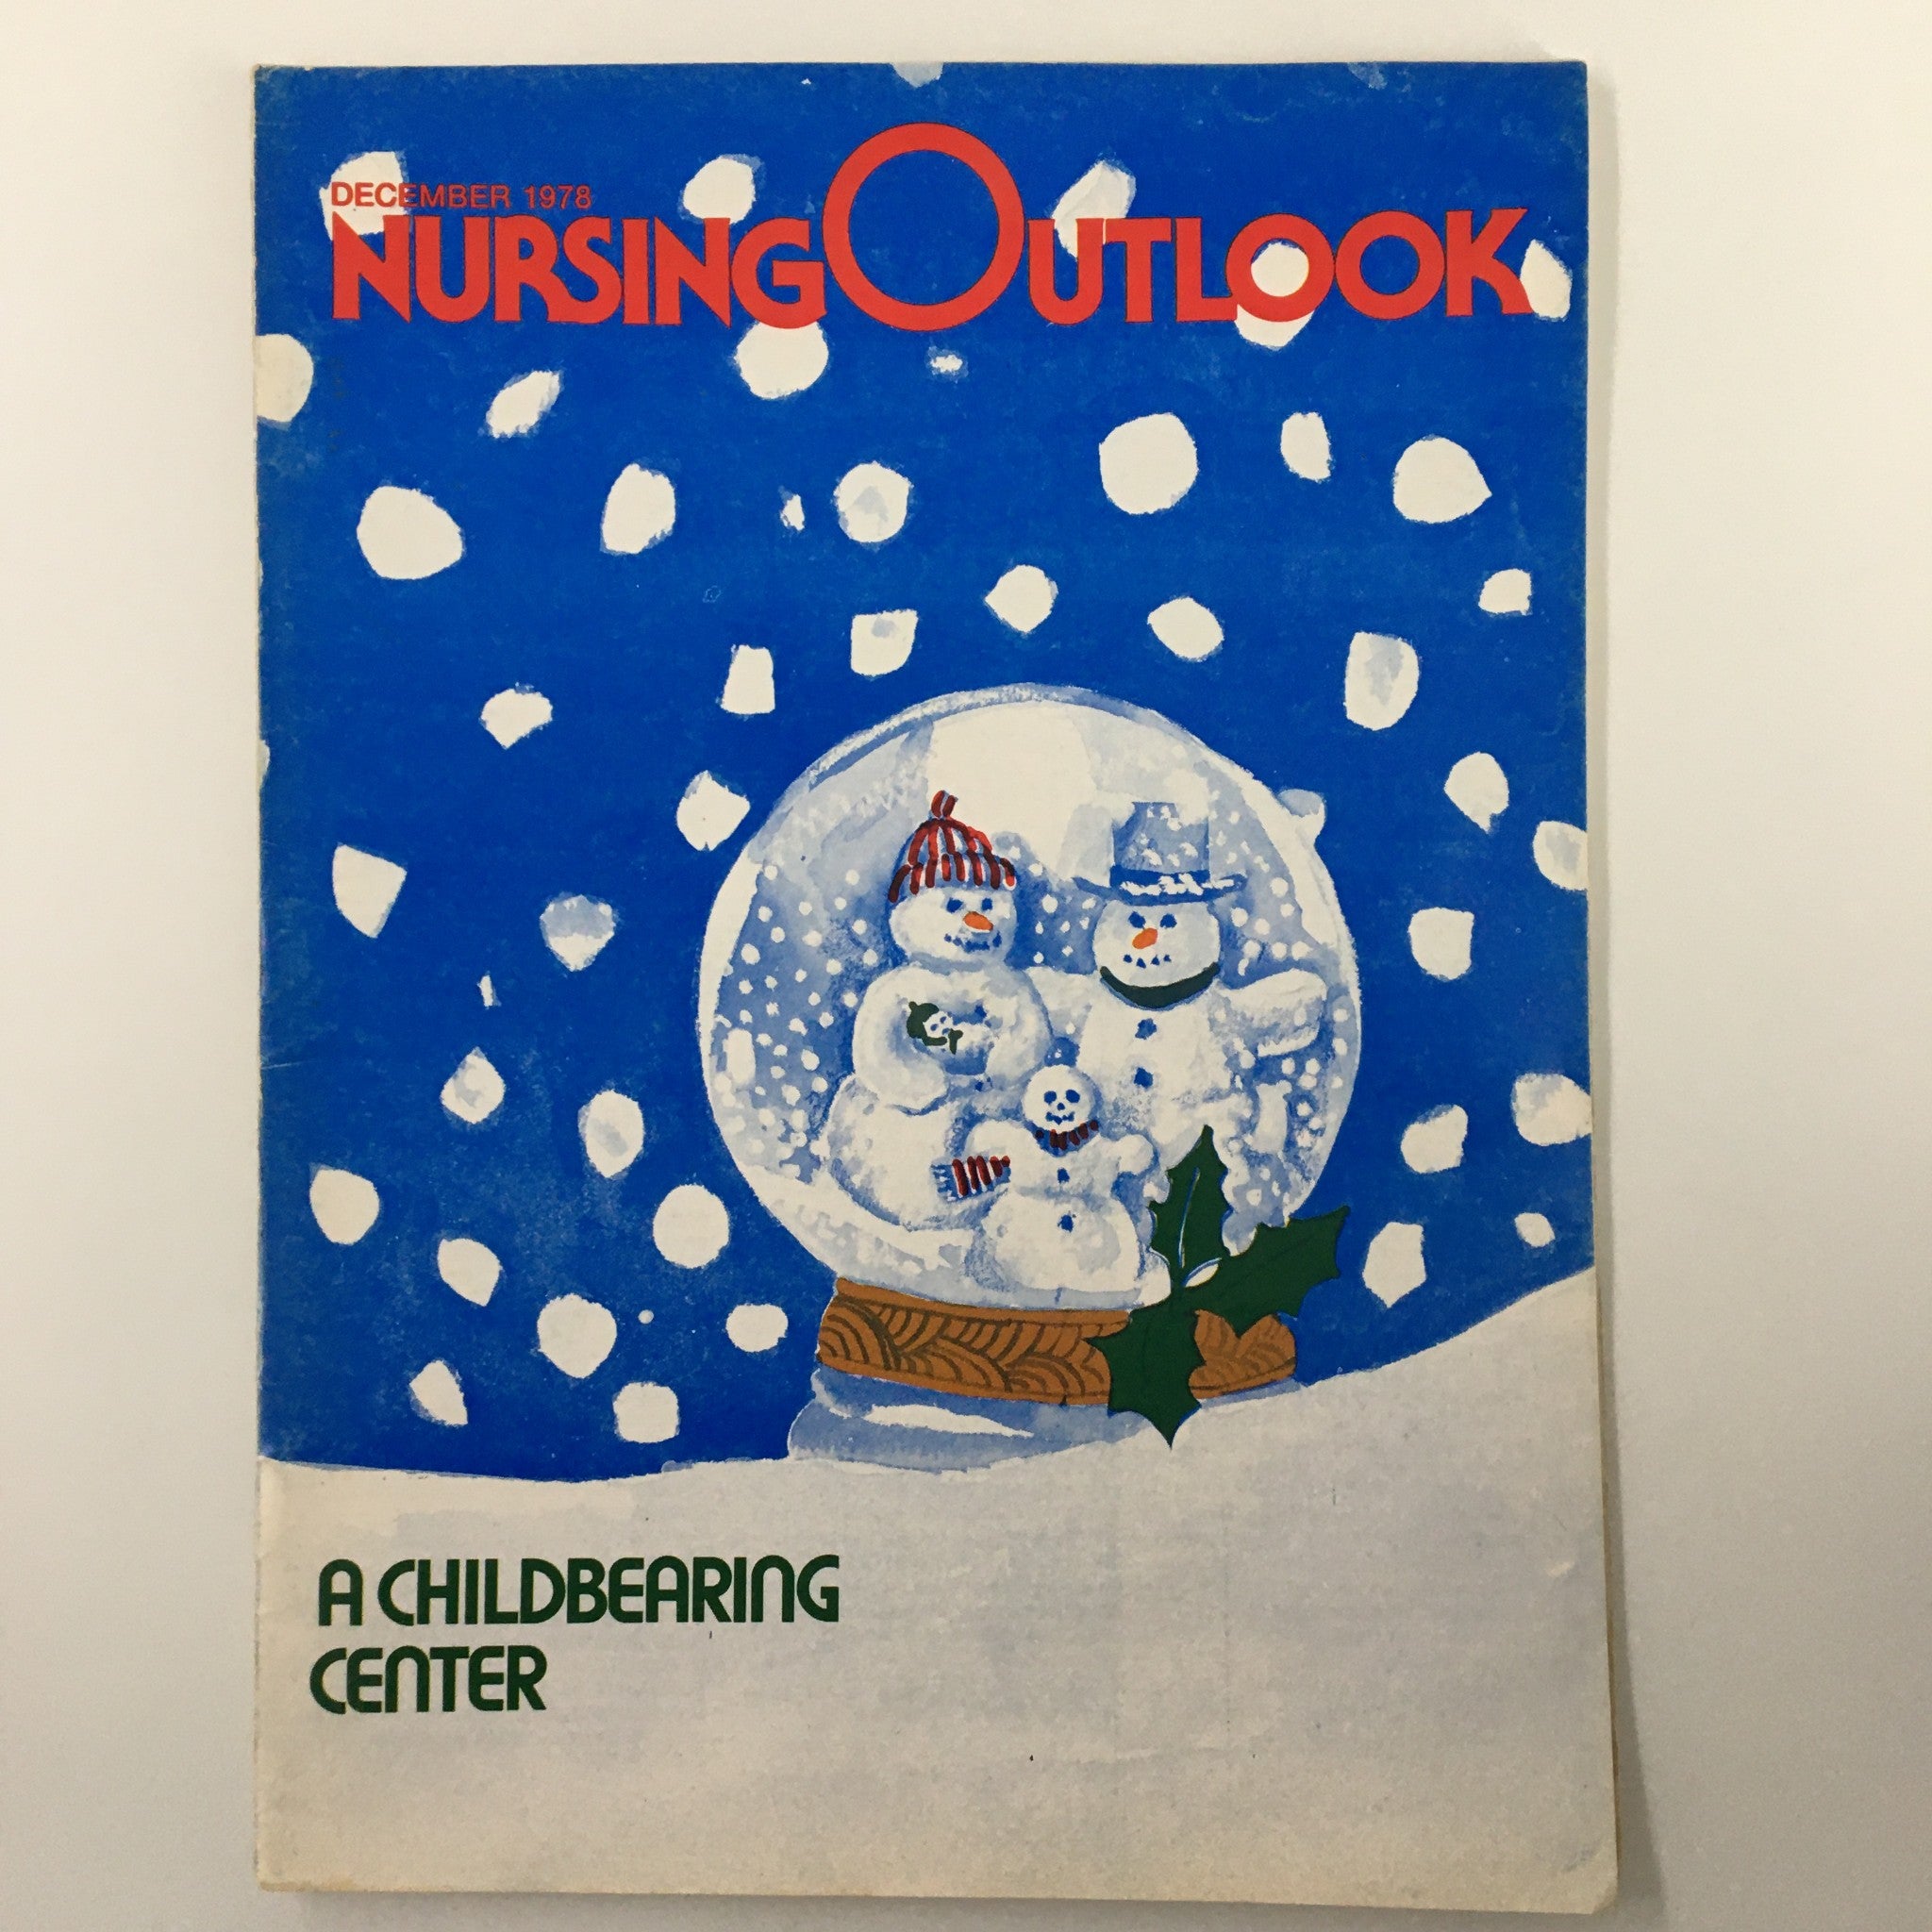 DECEMBER 1978
NURSING OUTLOOK
A CHILDBEARING
CENTER